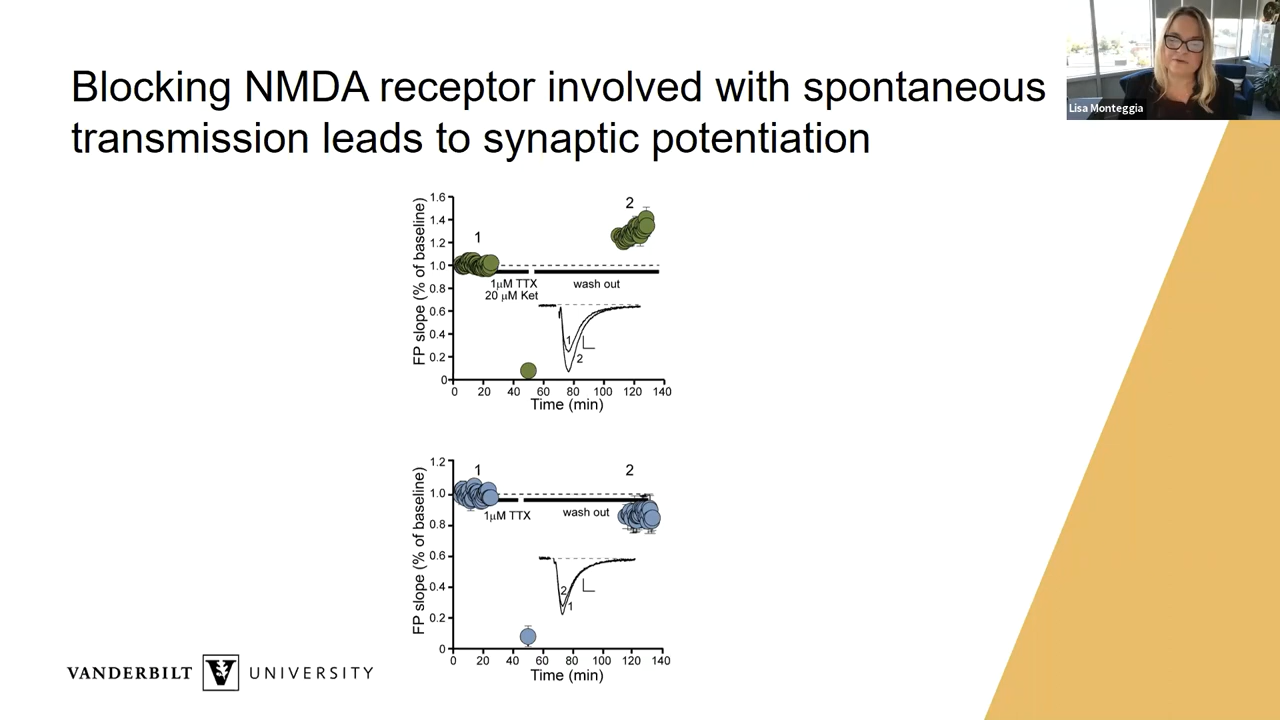 Blocking NMDA receptor involved with spontaneous
transmission leads to synaptic potentiation
Lisa Monteggia
FP slope (% of baseline)
1.6
1.4
1.2
1.0
0.8
0.6
0.4
0.2
0
1
2
1µM TTX
20 µM Ket
wash out
1
2
0 20 40 60 80 100 120 140
Time (min)
FP slope (% of baseline)
1.2
1.0
0.8
0.6
0.4
0.2
0
1
2
1µM TTX
wash out
2
1
0 20 40 60 80 100 120 140
Time (min)
VANDERBILT V UNIVERSITY